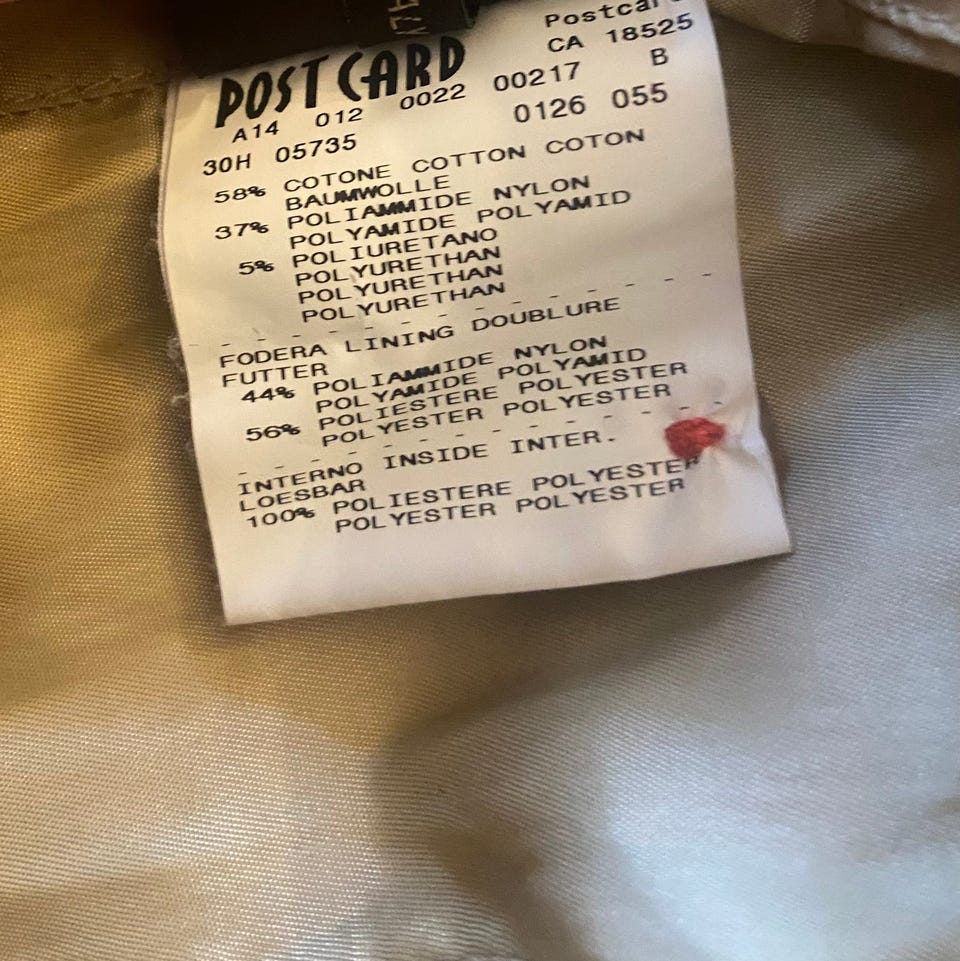 ALY
Postcar
POSTCARD
CA 18525
A14 012 0022 00217 B
30H 05735 0126 055
58% COTONE COTTON COTON
BAUMWOLLE
37% POLIAMMIDE NYLON
POLYAMIDE POLYAMID
5% POLIURETANO
POLYURETHAN
POLYURETHAN
POLYURETHAN
FODERA LINING DOUBLURE
FUTTER
44% POLIAMMIDE NYLON
POLYAMIDE POLYAMID
56% POLIESTERE POLYESTER
POLYESTER POLYESTER
INTERNO INSIDE INTER.
LOESBAR
100% POLIESTERE POLYESTER
POLYESTER POLYESTER